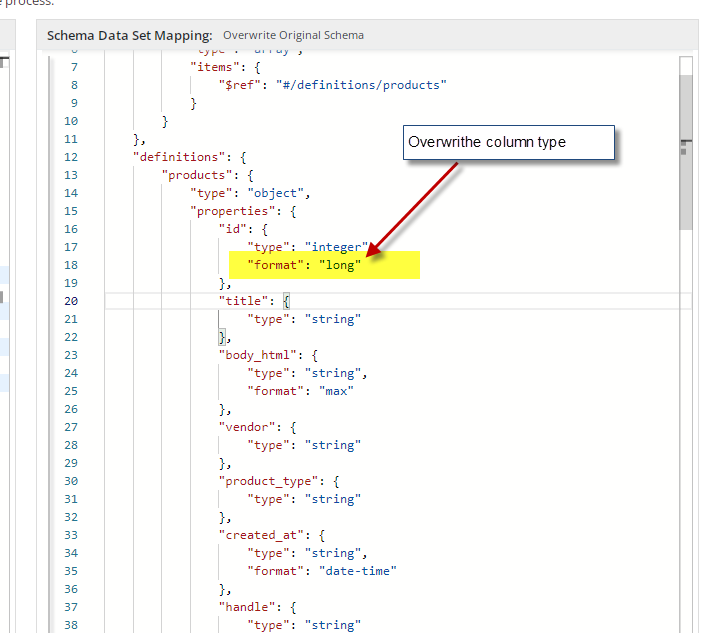 process.
Schema Data Set Mapping: Overwrite Original Schema
6 "type": "array",
7 "items": {
8 "$ref": "#/definitions/products"
9 }
10 }
11 },
12 "definitions": {
Overwrithe column type
13 "products": {
14 "type": "object",
15 "properties": {
16 "id": {
17 "type": "integer"
18 "format": "long"
19 },
20 "title": {
21 "type": "string"
22 },
23 "body_html": {
24 "type": "string",
25 "format": "max"
26 },
27 "vendor": {
28 "type": "string"
29 },
30 "product_type": {
31 "type": "string"
32 },
33 "created_at": {
34 "type": "string",
35 "format": "date-time"
36 },
37 "handle": {
38 "type": "string"